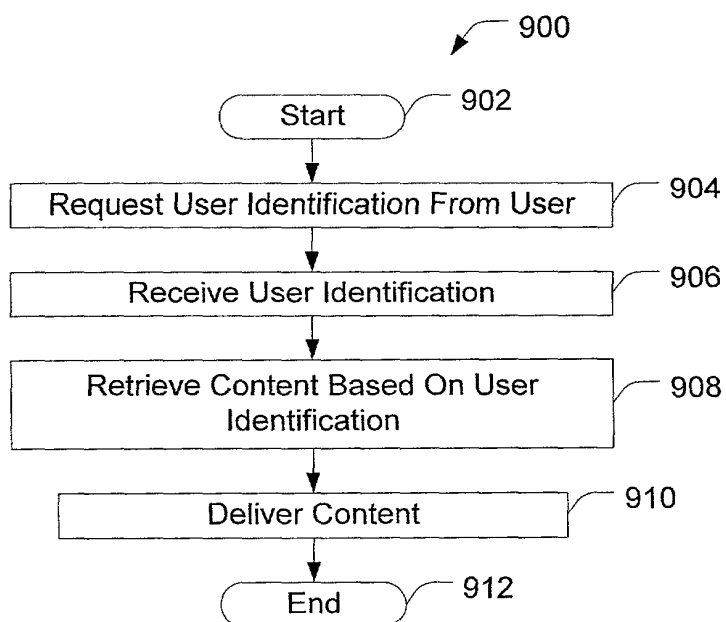 900
Start
902
Request User Identification From User
904
Receive User Identification
906
Retrieve Content Based On User
Identification
908
Deliver Content
910
End
912